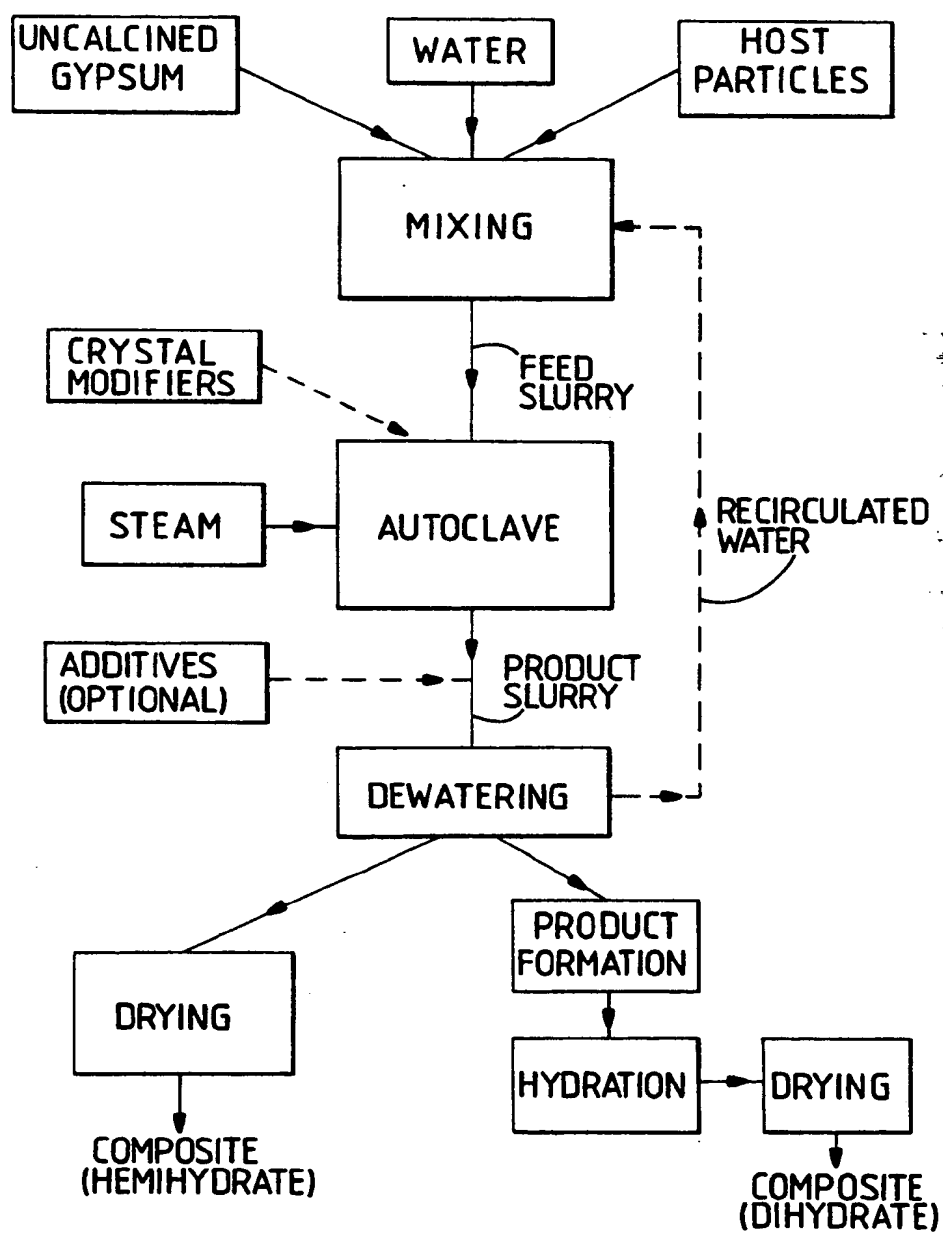 UNCALCINED
GYPSUM
WATER
HOST
PARTICLES
MIXING
CRYSTAL
MODIFIERS
FEED
SLURRY
STEAM
AUTOCLAVE
RECIRCULATED
WATER
ADDITIVES
(OPTIONAL)
PRODUCT
SLURRY
DEWATERING
PRODUCT
FORMATION
DRYING
HYDRATION
DRYING
COMPOSITE
(HEMIHYDRATE)
COMPOSITE
(DIHYDRATE)